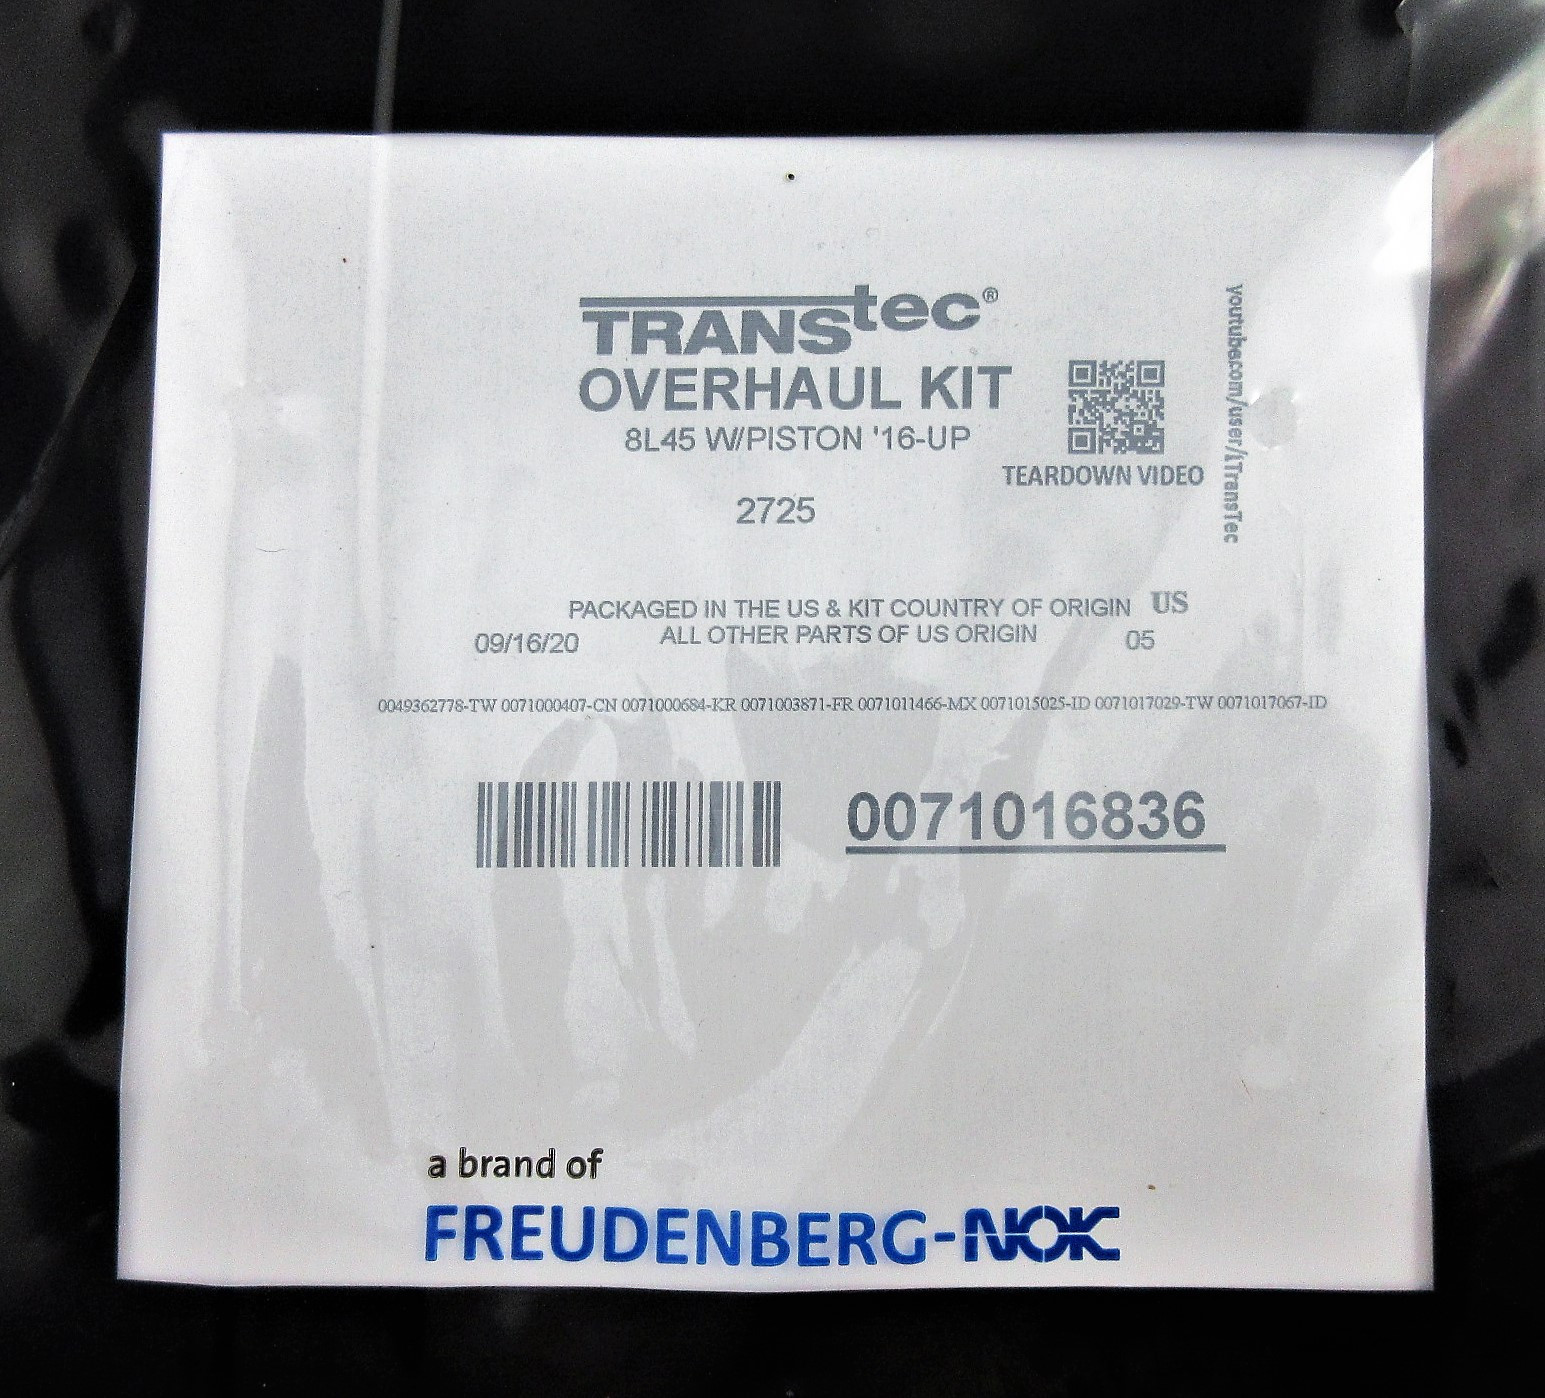 TRANStec®
OVERHAUL KIT
8L45 W/PISTON '16-UP
TEARDOWN VIDEO
youtube.com/user/iTransTec
2725
PACKAGED IN THE US & KIT COUNTRY OF ORIGIN US
09/16/20 ALL OTHER PARTS OF US ORIGIN 05
0049362778-TW 0071000407-CN 0071000684-KR 0071003871-FR 0071011466-MX 0071015025-ID 0071017029-TW 0071017067-ID
0071016836
a brand of
FREUDENBERG-NOK